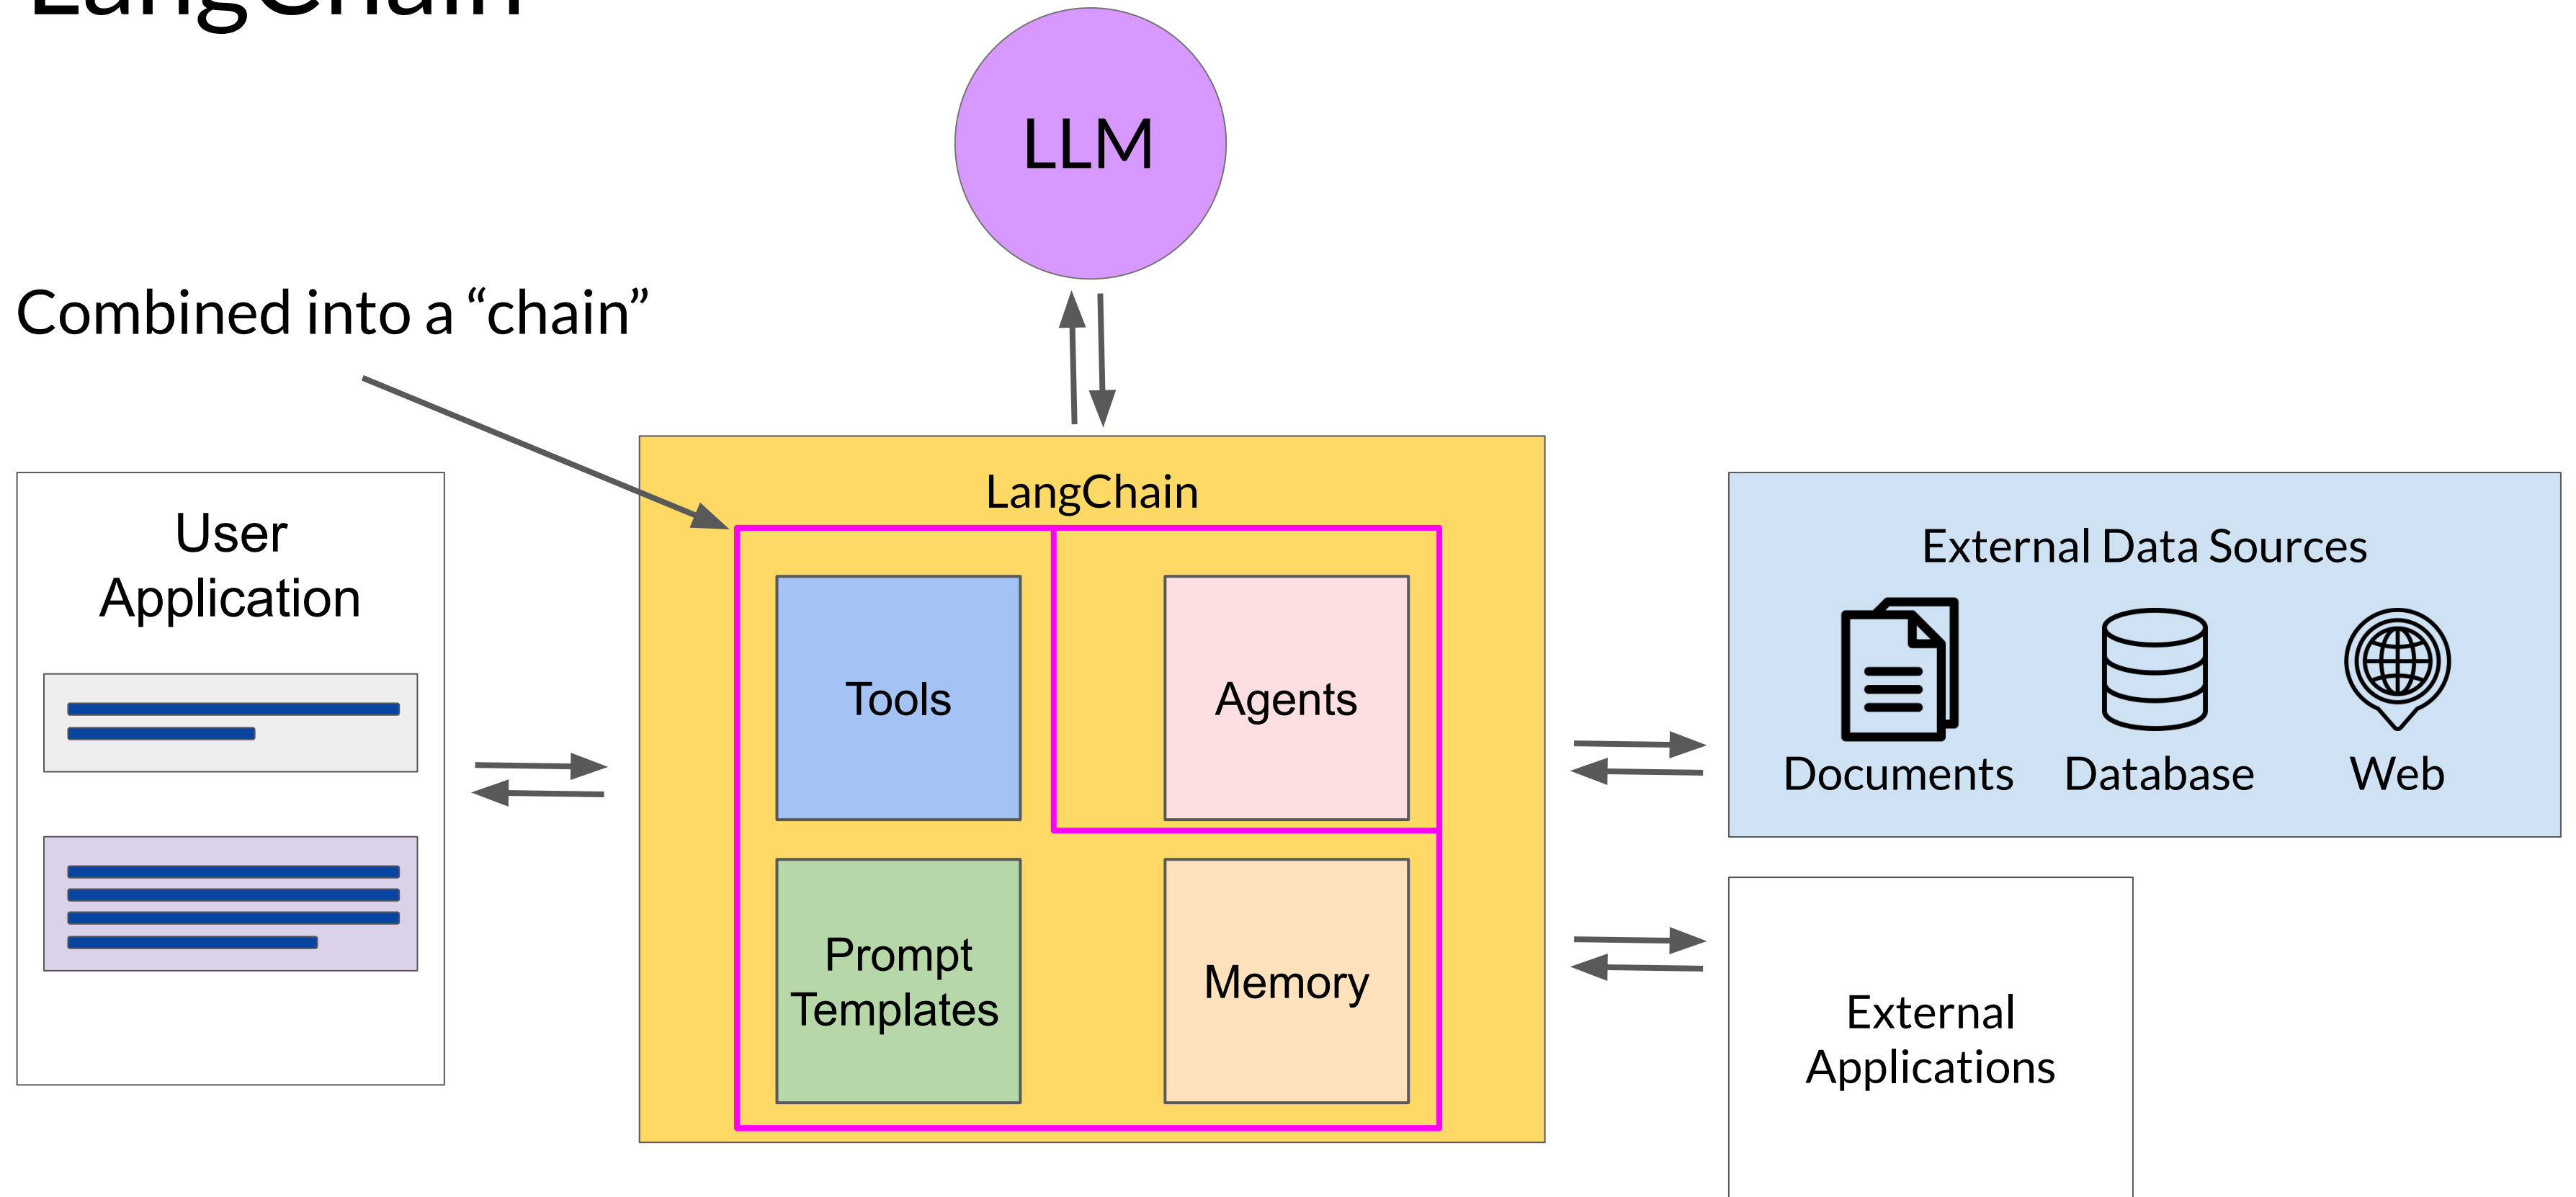 LangChain
LLM
Combined into a “chain”
LangChain
User
Application
Tools
Agents
Prompt
Templates
Memory
External Data Sources
Documents
Database
Web
External
Applications